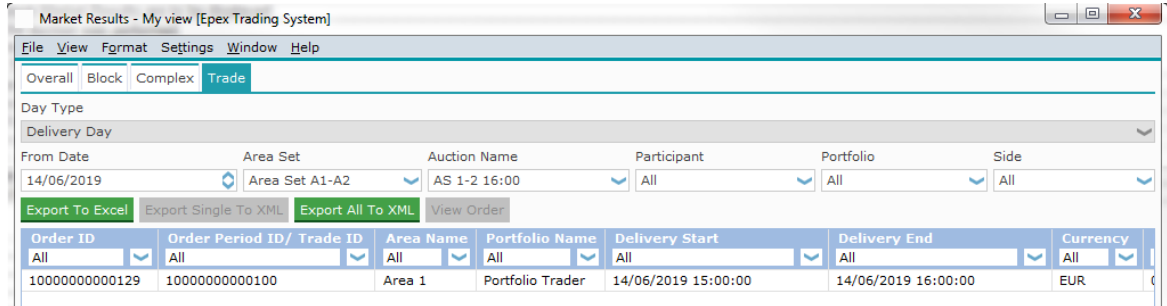 Market Results - My view [Epex Trading System]
File View Format Settings Window Help
Overall Block Complex Trade
Day Type
Delivery Day
From Date Area Set Auction Name Participant Portfolio Side
14/06/2019 Area Set A1-A2 AS 1-2 16:00 All All All
Export To Excel Export Single To XML Export All To XML View Order
Order ID Order Period ID/ Trade ID Area Name Portfolio Name Delivery Start Delivery End Currency
All All All All All All All
10000000000129 10000000000100 Area 1 Portfolio Trader 14/06/2019 15:00:00 14/06/2019 16:00:00 EUR